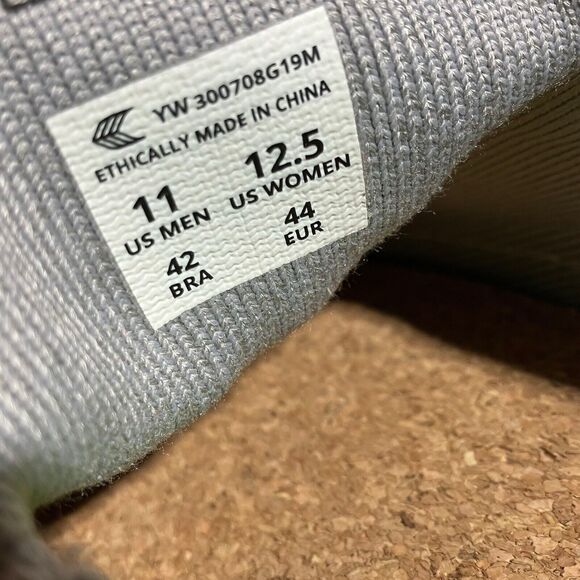 YW 300708G19M
ETHICALLY MADE IN CHINA
11 12.5
US MEN US WOMEN
42 44
BRA EUR